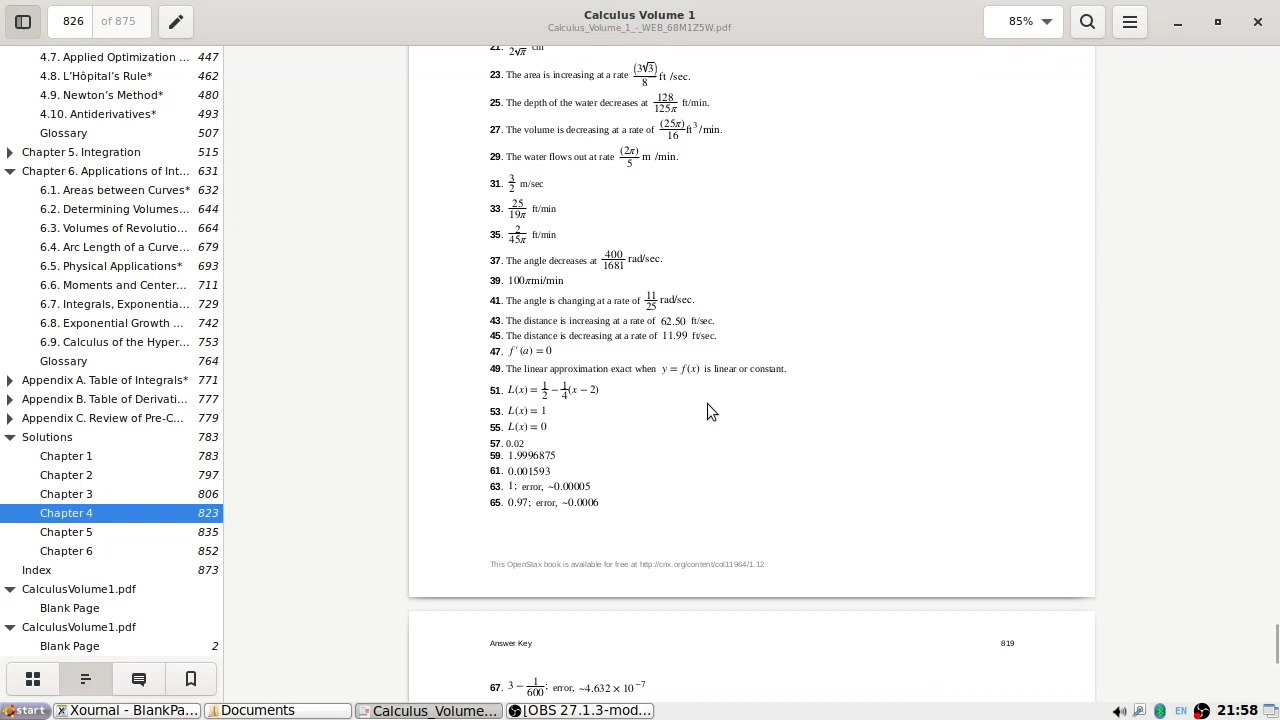 826 of 875
Calculus Volume 1
Calculus_Volume_1_-_WEB_68M1Z5W.pdf
85%
4.7. Applied Optimization ... 447
4.8. L’Hôpital’s Rule* 462
4.9. Newton’s Method* 480
4.10. Antiderivatives* 493
Glossary 507
Chapter 5. Integration 515
Chapter 6. Applications of Int... 631
6.1. Areas between Curves* 632
6.2. Determining Volumes... 644
6.3. Volumes of Revolutio... 664
6.4. Arc Length of a Curve... 679
6.5. Physical Applications* 693
6.6. Moments and Center... 711
6.7. Integrals, Exponentia... 729
6.8. Exponential Growth ... 742
6.9. Calculus of the Hyper... 753
Glossary 764
Appendix A. Table of Integrals* 771
Appendix B. Table of Derivati... 777
Appendix C. Review of Pre-C... 779
Solutions 783
Chapter 1 783
Chapter 2 797
Chapter 3 806
Chapter 4 823
Chapter 5 835
Chapter 6 852
Index 873
CalculusVolume1.pdf
Blank Page
CalculusVolume1.pdf
Blank Page 2
21. 2√π cm
23. The area is increasing at a rate (3√3)/8 ft /sec.
25. The depth of the water decreases at 128/125π ft/min.
27. The volume is decreasing at a rate of (25π)/16 ft³/min.
29. The water flows out at rate (2π)/5 m /min.
31. 3/2 m/sec
33. 25/19π ft/min
35. 2/45π ft/min
37. The angle decreases at 400/1681 rad/sec.
39. 100πmi/min
41. The angle is changing at a rate of 11/25 rad/sec.
43. The distance is increasing at a rate of 62.50 ft/sec.
45. The distance is decreasing at a rate of 11.99 ft/sec.
47. f′(a) = 0
49. The linear approximation exact when y = f(x) is linear or constant.
51. L(x) = 1/2 − 1/4(x − 2)
53. L(x) = 1
55. L(x) = 0
57. 0.02
59. 1.9996875
61. 0.001593
63. 1; error, ~0.00005
65. 0.97; error, ~0.0006
This OpenStax book is available for free at http://cnx.org/content/col11964/1.12
Answer Key 819
67. 3 − 1/600; error, ~4.632 × 10⁻⁷
start
Xournal - BlankPa...
Documents
Calculus_Volume...
[OBS 27.1.3-mod...
EN
21:58